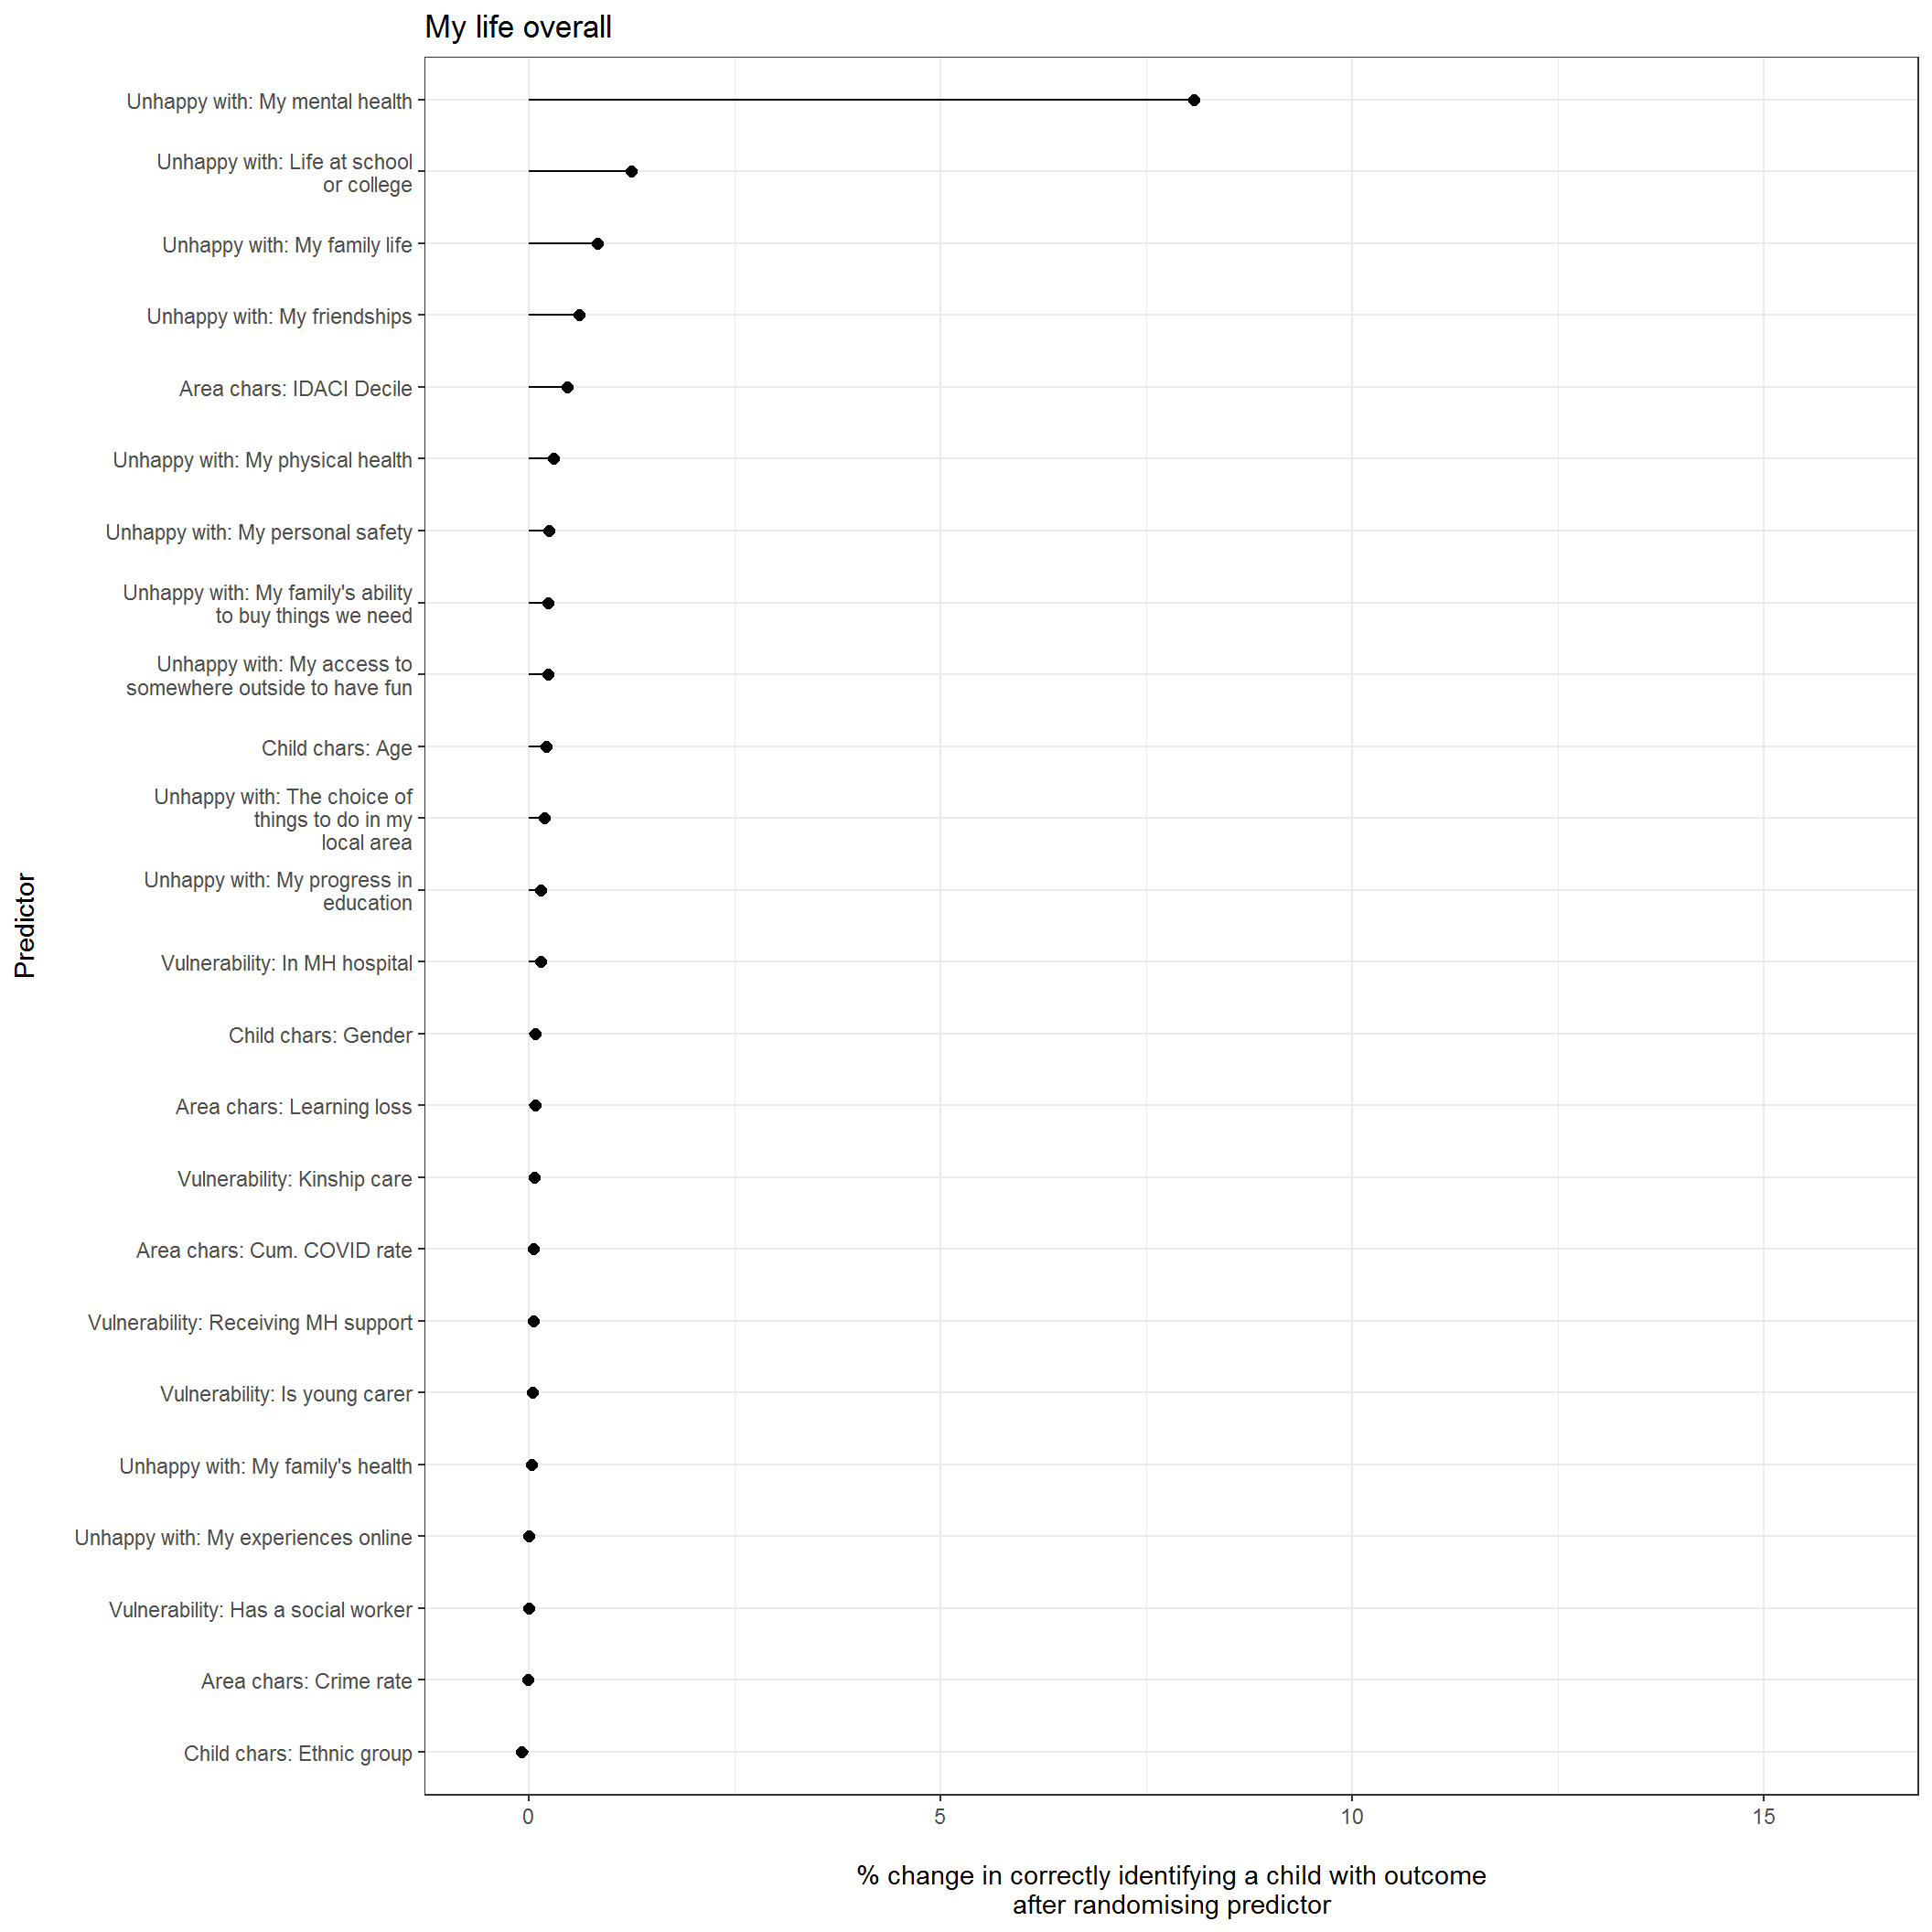 My life overall
Unhappy with: My mental health
Unhappy with: Life at school
or college
Unhappy with: My family life
Unhappy with: My friendships
Area chars: IDACI Decile
Unhappy with: My physical health
Unhappy with: My personal safety
Unhappy with: My family's ability
to buy things we need
Unhappy with: My access to
somewhere outside to have fun
Child chars: Age
Unhappy with: The choice of
things to do in my
local area
Unhappy with: My progress in
education
Vulnerability: In MH hospital
Child chars: Gender
Area chars: Learning loss
Vulnerability: Kinship care
Area chars: Cum. COVID rate
Vulnerability: Receiving MH support
Vulnerability: Is young carer
Unhappy with: My family's health
Unhappy with: My experiences online
Vulnerability: Has a social worker
Area chars: Crime rate
Child chars: Ethnic group
Predictor
0 5 10 15
% change in correctly identifying a child with outcome
after randomising predictor